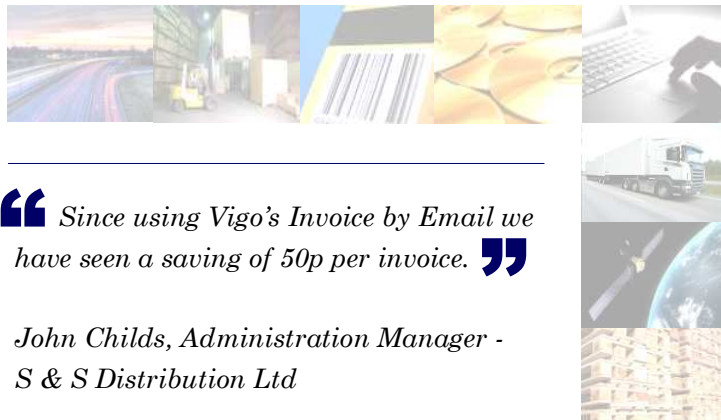 “ Since using Vigo’s Invoice by Email we
have seen a saving of 50p per invoice. ”
John Childs, Administration Manager -
S & S Distribution Ltd